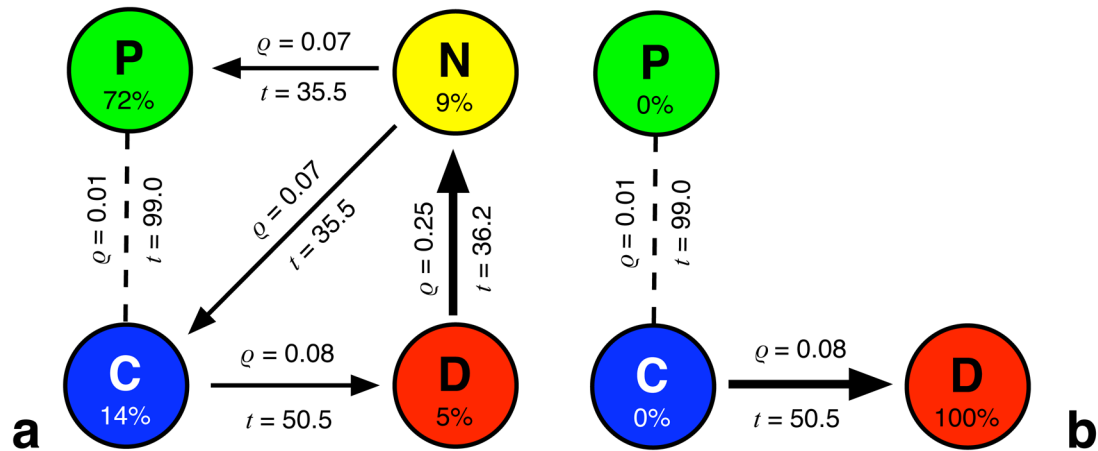 P
72%
ϱ = 0.07
t = 35.5
N
9%
P
0%
ϱ = 0.01
t = 99.0
ϱ = 0.07
t = 35.5
ϱ = 0.25
t = 36.2
ϱ = 0.01
t = 99.0
C
14%
ϱ = 0.08
t = 50.5
D
5%
C
0%
ϱ = 0.08
t = 50.5
D
100%
a
b